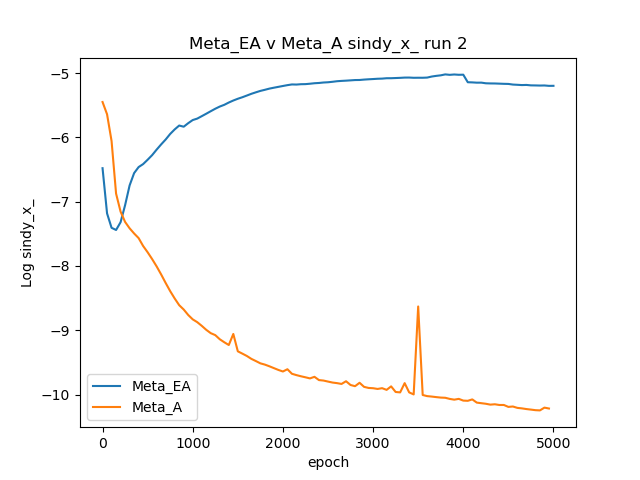 Meta_EA v Meta_A sindy_x_ run 2
Log sindy_x_
−5
−6
−7
−8
−9
−10
Meta_EA
Meta_A
0
1000
2000
3000
4000
5000
epoch